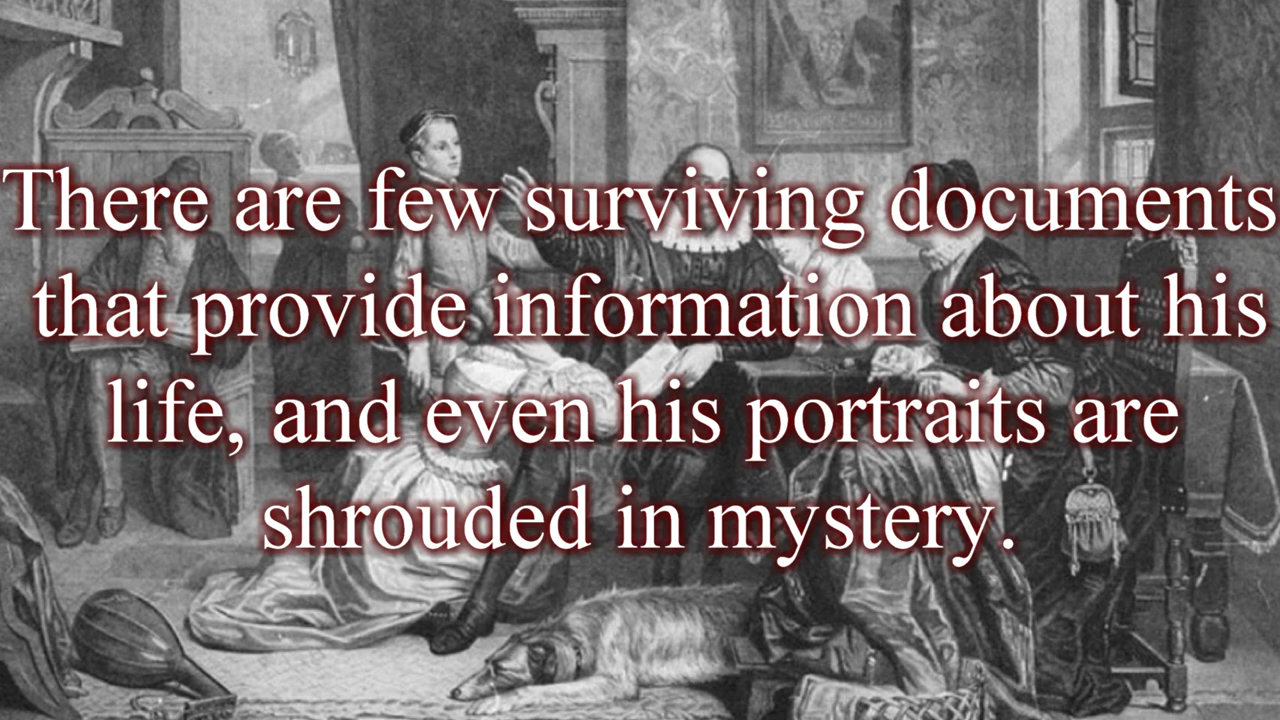 There are few surviving documents
that provide information about his
life, and even his portraits are
shrouded in mystery.